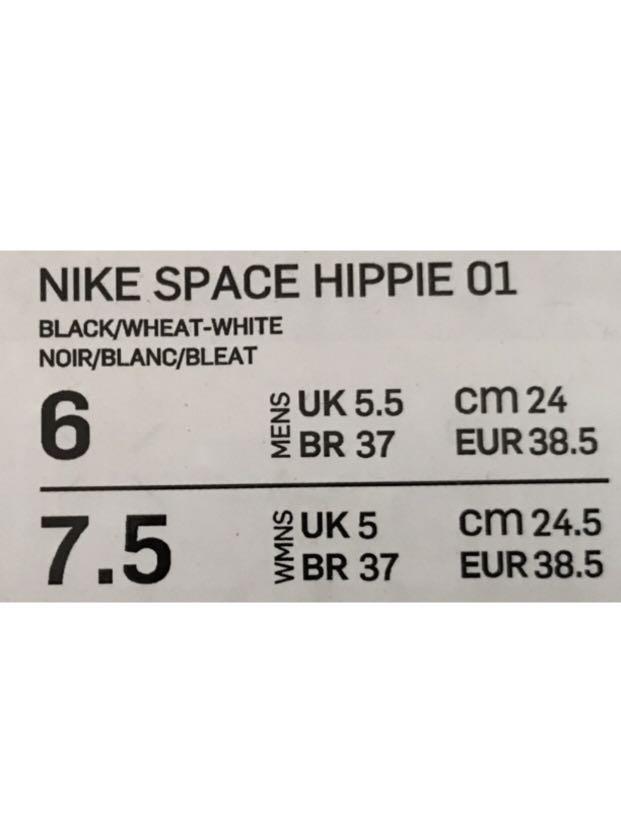 NIKE SPACE HIPPIE 01
BLACK/WHEAT-WHITE
NOIR/BLANC/BLEAT
6 MENS UK 5.5 cm 24
BR 37 EUR 38.5
7.5 WMNS UK 5 cm 24.5
BR 37 EUR 38.5